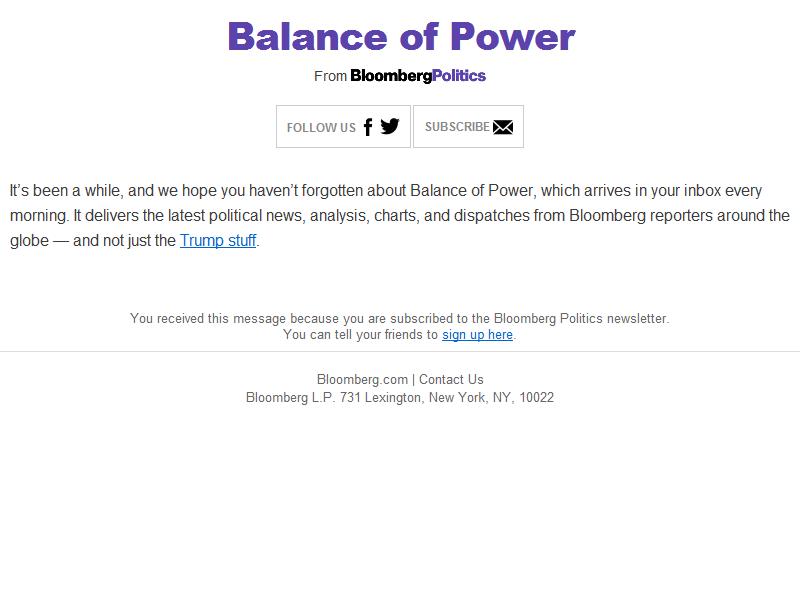 Balance of Power
From BloombergPolitics
FOLLOW US SUBSCRIBE
It's been a while, and we hope you haven't forgotten about Balance of Power, which arrives in your inbox every
morning. It delivers the latest political news, analysis, charts, and dispatches from Bloomberg reporters around the
globe — and not just the Trump stuff.
You received this message because you are subscribed to the Bloomberg Politics newsletter.
You can tell your friends to sign up here.
Bloomberg.com | Contact Us
Bloomberg L.P. 731 Lexington, New York, NY, 10022